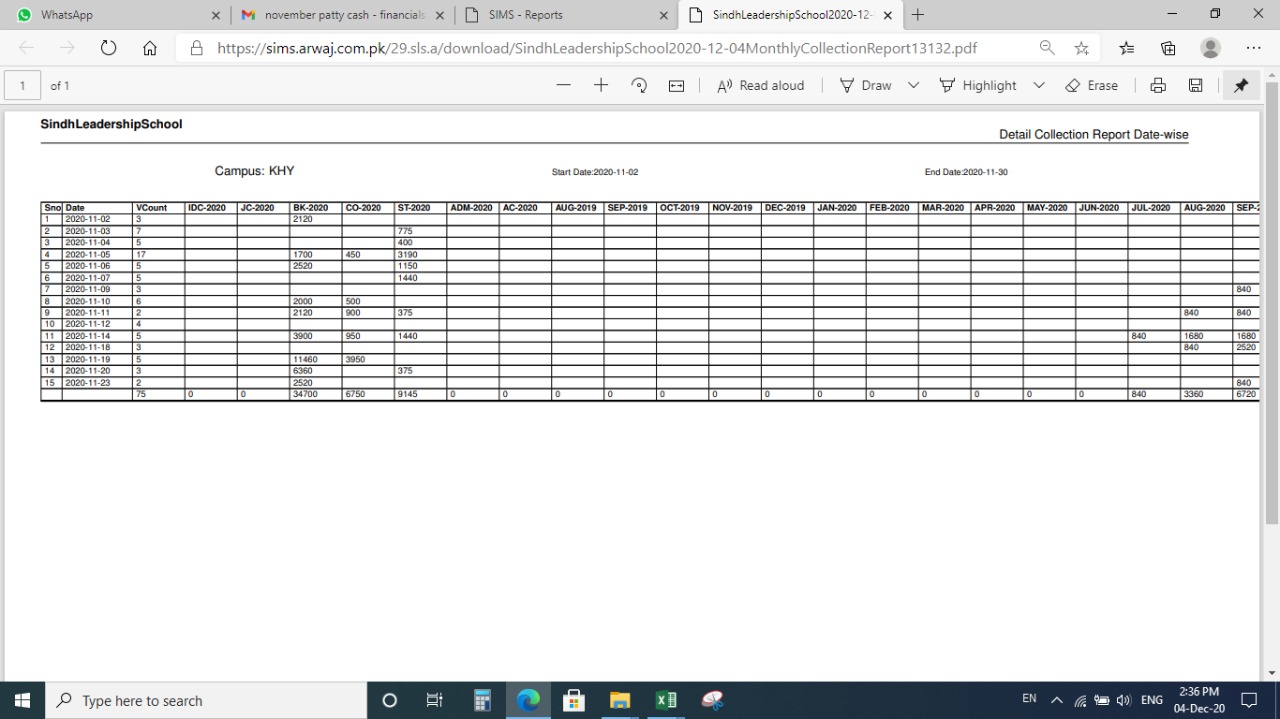 WhatsApp november patty cash - financials SIMS - Reports SindhLeadershipSchool2020-12-
https://sims.arwaj.com.pk/29.sls.a/download/SindhLeadershipSchool2020-12-04MonthlyCollectionReport13132.pdf
1 of 1 Read aloud Draw Highlight Erase
SindhLeadershipSchool
Detail Collection Report Date-wise
Campus: KHY Start Date:2020-11-02 End Date:2020-11-30
Sno Date VCount IDC-2020 JC-2020 BK-2020 CO-2020 ST-2020 ADM-2020 AC-2020 AUG-2019 SEP-2019 OCT-2019 NOV-2019 DEC-2019 JAN-2020 FEB-2020 MAR-2020 APR-2020 MAY-2020 JUN-2020 JUL-2020 AUG-2020 SEP-
1 2020-11-02 3 2120
2 2020-11-03 7 775
3 2020-11-04 5 400
4 2020-11-05 17 1700 450 3190
5 2020-11-06 5 2520 1150
6 2020-11-07 5 1440
7 2020-11-09 3 840
8 2020-11-10 6 2000 500
9 2020-11-11 2 2120 900 375 840 840
10 2020-11-12 4
11 2020-11-14 5 3900 950 1440 840 1680 1680
12 2020-11-18 3 840 2520
13 2020-11-19 5 11460 3950
14 2020-11-20 3 6360 375
15 2020-11-23 2 2520 840
75 0 0 34700 6750 9145 0 0 0 0 0 0 0 0 0 0 0 0 0 840 3360 6720
Type here to search EN ENG 2:36 PM
04-Dec-20